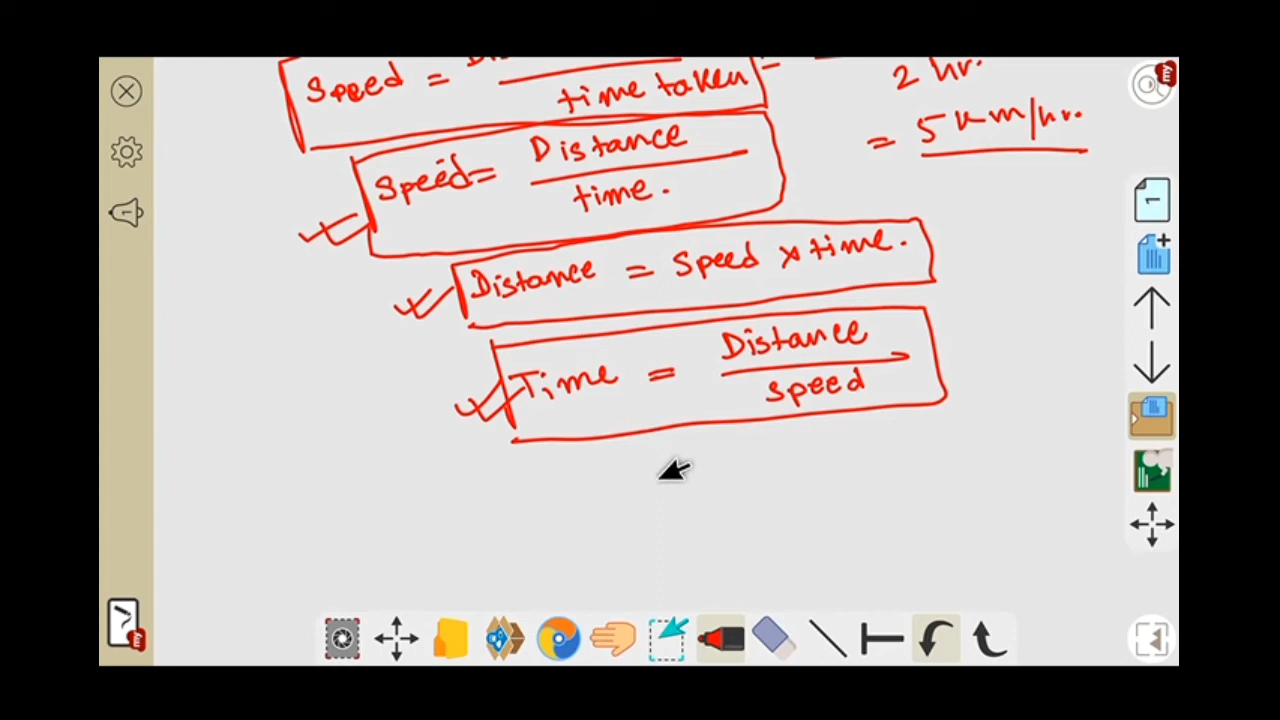 Speed = time taken =
2 hr.
= 5 km/hr.
Speed = Distance
time.
Distance = Speed × time.
Time = Distance
speed